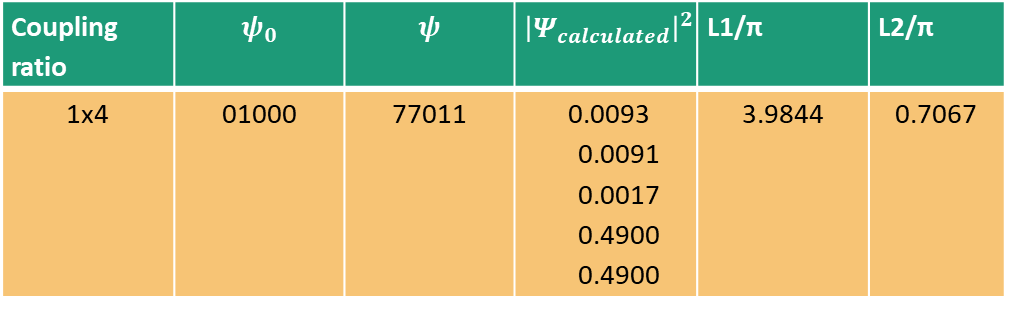 Coupling ratio ψ₀ ψ |Ψcalculated|² L1/π L2/π
1x4 01000 77011 0.0093 3.9844 0.7067
0.0091
0.0017
0.4900
0.4900